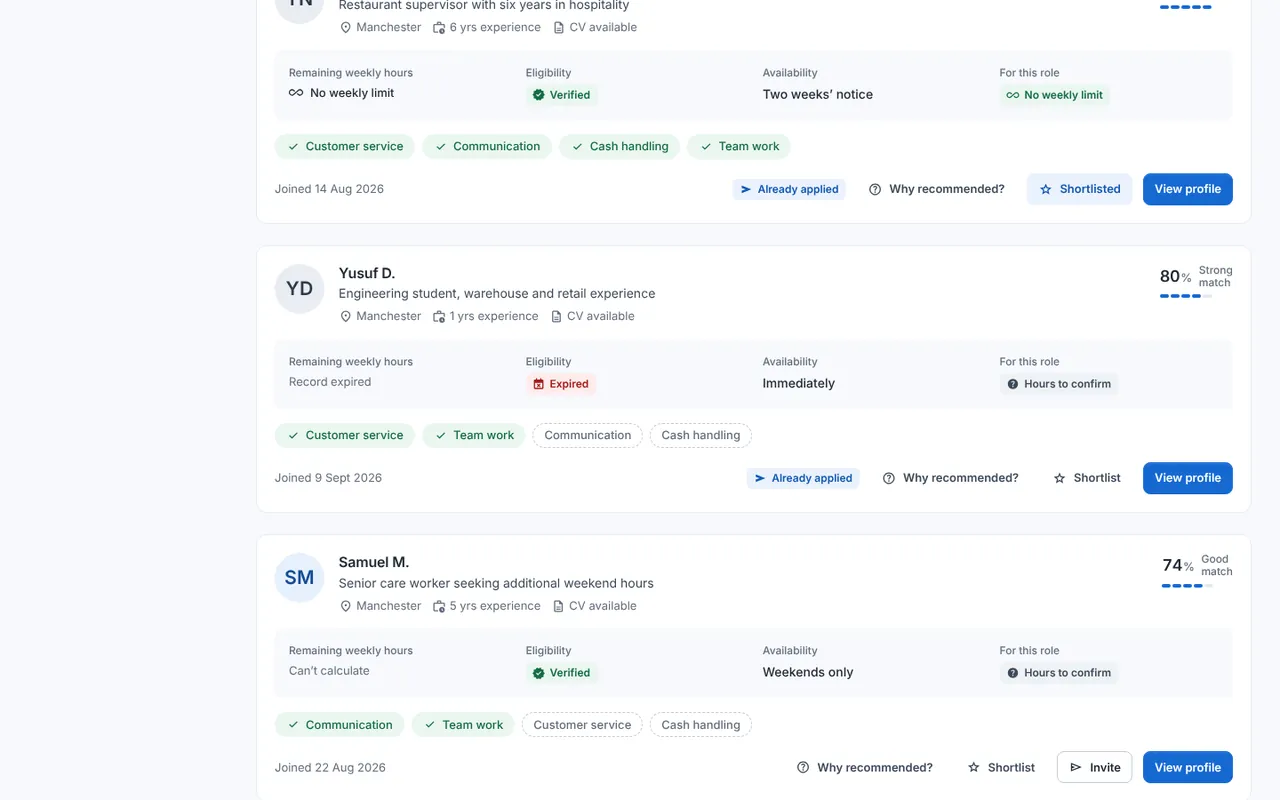 Restaurant supervisor with six years in hospitality
Manchester 6 yrs experience CV available
Remaining weekly hours Eligibility Availability For this role
No weekly limit Verified Two weeks’ notice No weekly limit
Customer service Communication Cash handling Team work
Joined 14 Aug 2026 Already applied Why recommended? Shortlisted View profile
YD Yusuf D. 80% Strong match
Engineering student, warehouse and retail experience
Manchester 1 yrs experience CV available
Remaining weekly hours Eligibility Availability For this role
Record expired Expired Immediately Hours to confirm
Customer service Team work Communication Cash handling
Joined 9 Sept 2026 Already applied Why recommended? Shortlist View profile
SM Samuel M. 74% Good match
Senior care worker seeking additional weekend hours
Manchester 5 yrs experience CV available
Remaining weekly hours Eligibility Availability For this role
Can’t calculate Verified Weekends only Hours to confirm
Communication Team work Customer service Cash handling
Joined 22 Aug 2026 Why recommended? Shortlist Invite View profile